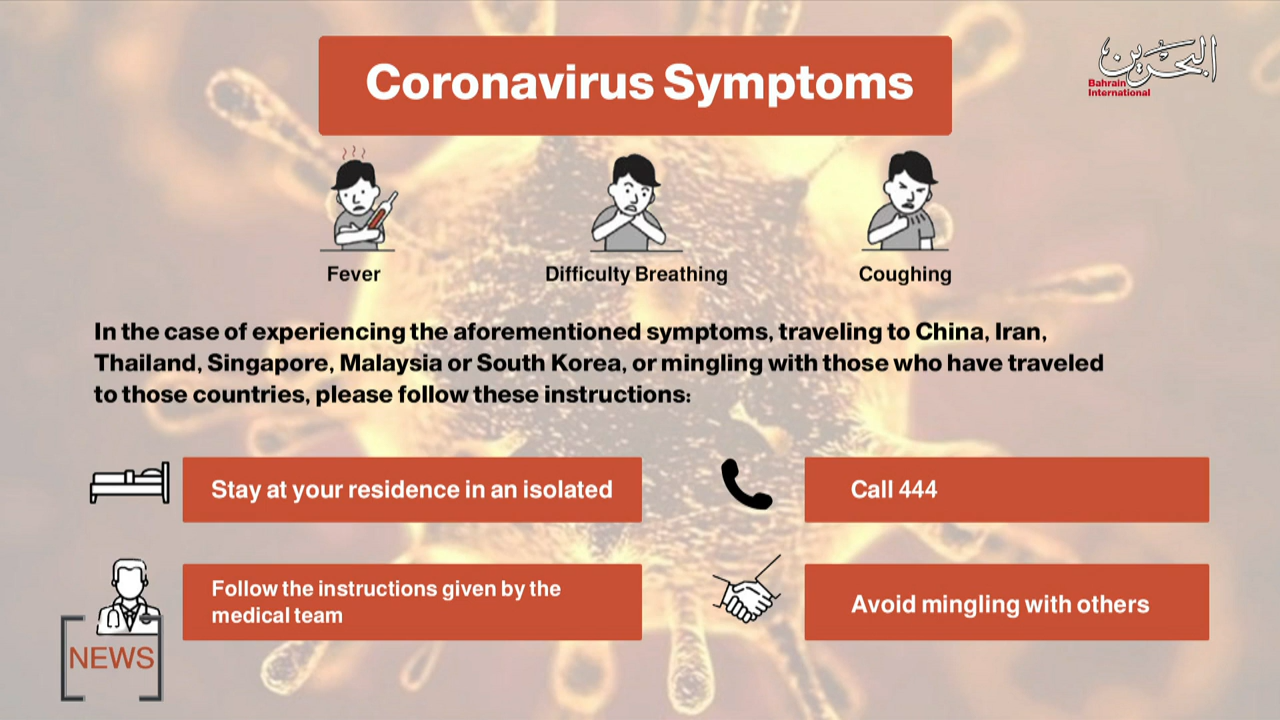 Coronavirus Symptoms
البحرين
Bahrain
International
Fever
Difficulty Breathing
Coughing
In the case of experiencing the aforementioned symptoms, traveling to China, Iran,
Thailand, Singapore, Malaysia or South Korea, or mingling with those who have traveled
to those countries, please follow these instructions:
Stay at your residence in an isolated
Call 444
Follow the instructions given by the
medical team
Avoid mingling with others
NEWS